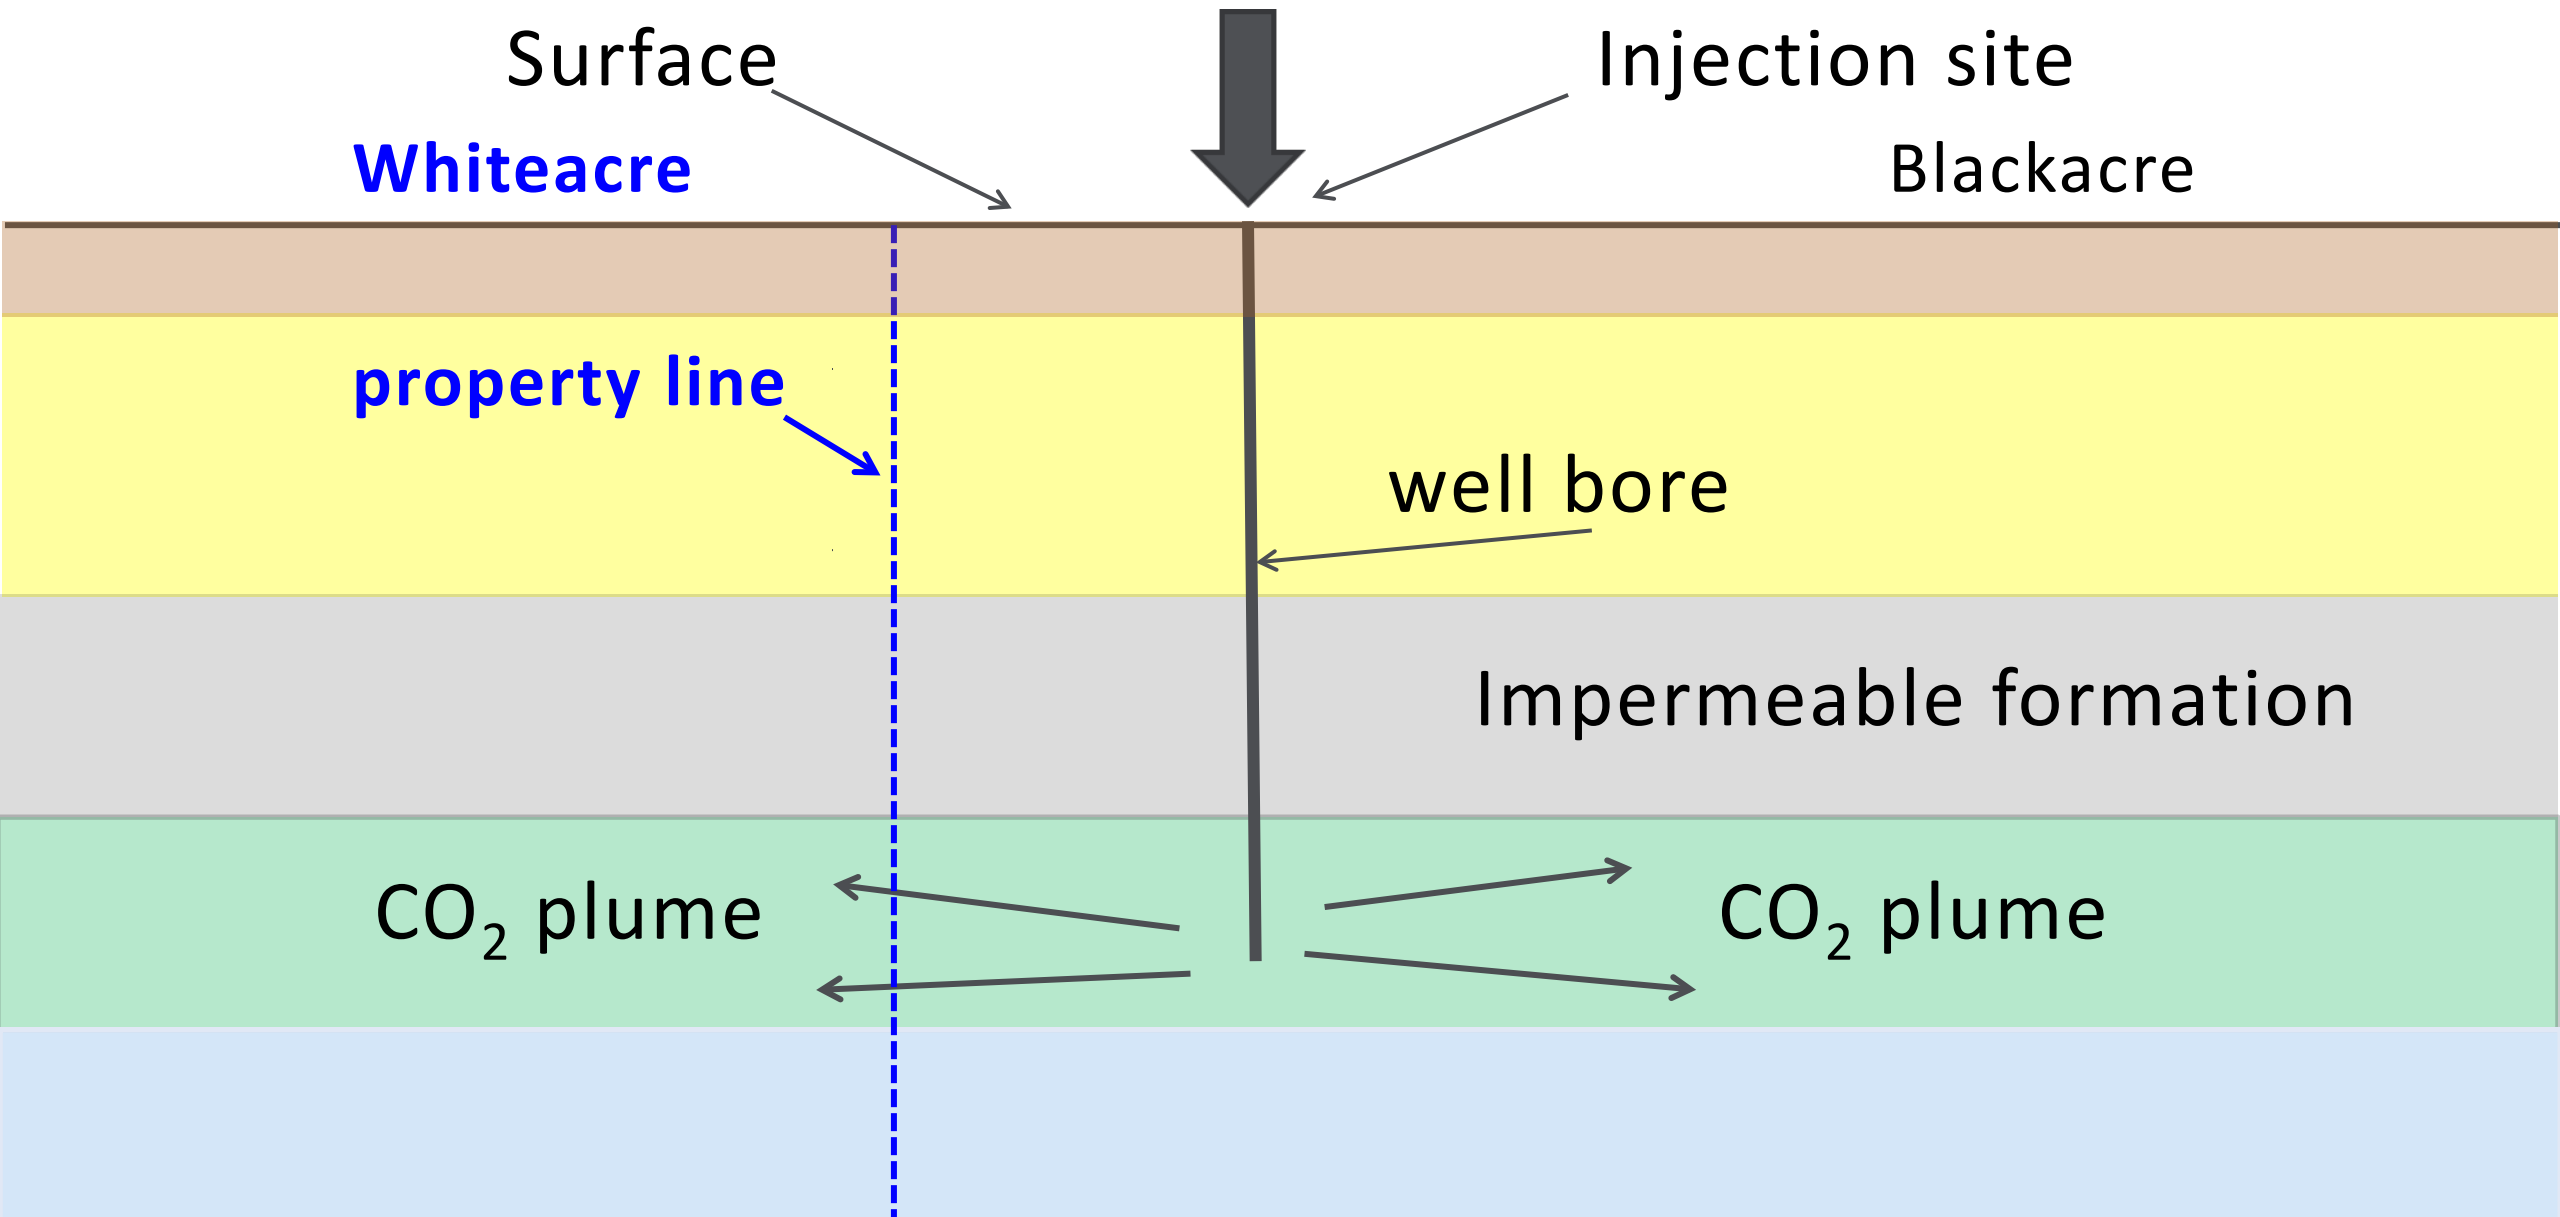 Surface
Injection site
Whiteacre
Blackacre
property line
well bore
Impermeable formation
CO₂ plume
CO₂ plume